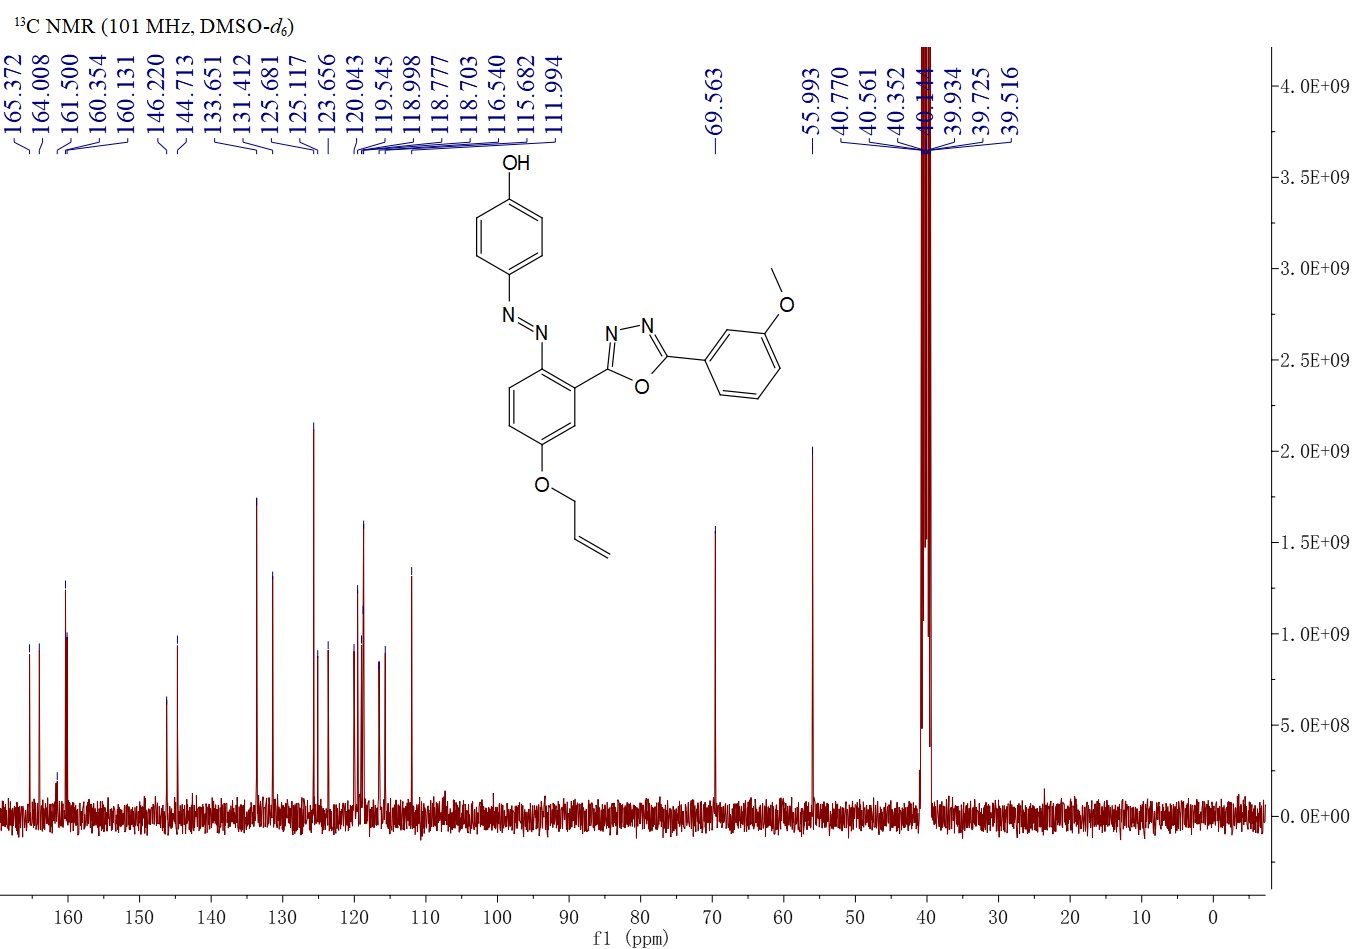 ¹³C NMR (101 MHz, DMSO-d₆)
165.372
164.008
161.500
160.354
160.131
146.220
144.713
133.651
131.412
125.681
125.117
123.656
120.043
119.545
118.998
118.777
118.703
116.540
115.682
111.994
69.563
55.993
40.770
40.561
40.352
40.144
39.934
39.725
39.516
4.0E+09
3.5E+09
3.0E+09
2.5E+09
2.0E+09
1.5E+09
1.0E+09
5.0E+08
0.0E+00
OH
N
N
N
N
O
O
O
160 150 140 130 120 110 100 90 80 70 60 50 40 30 20 10 0
f1 (ppm)